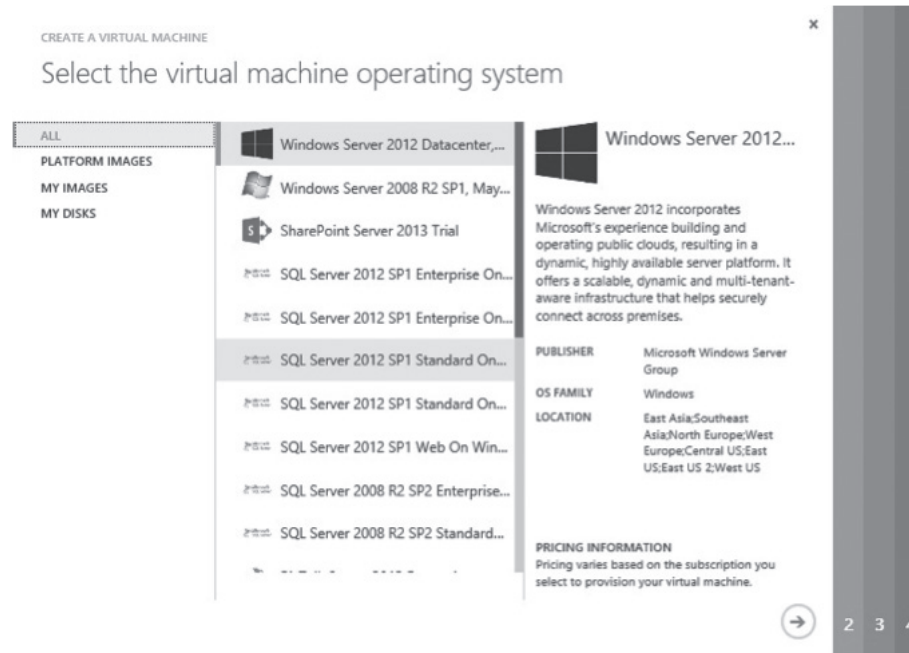 CREATE A VIRTUAL MACHINE
Select the virtual machine operating system
ALL
PLATFORM IMAGES
MY IMAGES
MY DISKS
Windows Server 2012 Datacenter,...
Windows Server 2008 R2 SP1, May...
SharePoint Server 2013 Trial
SQL Server 2012 SP1 Enterprise On...
SQL Server 2012 SP1 Enterprise On...
SQL Server 2012 SP1 Standard On...
SQL Server 2012 SP1 Standard On...
SQL Server 2012 SP1 Web On Win...
SQL Server 2008 R2 SP2 Enterprise...
SQL Server 2008 R2 SP2 Standard...
Windows Server 2012...
Windows Server 2012 incorporates
Microsoft's experience building and
operating public clouds, resulting in a
dynamic, highly available server platform. It
offers a scalable, dynamic and multi-tenant-
aware infrastructure that helps securely
connect across premises.
PUBLISHER Microsoft Windows Server
Group
OS FAMILY Windows
LOCATION East Asia;Southeast
Asia;North Europe;West
Europe;Central US;East
US;East US 2;West US
PRICING INFORMATION
Pricing varies based on the subscription you
select to provision your virtual machine.
2 3 4